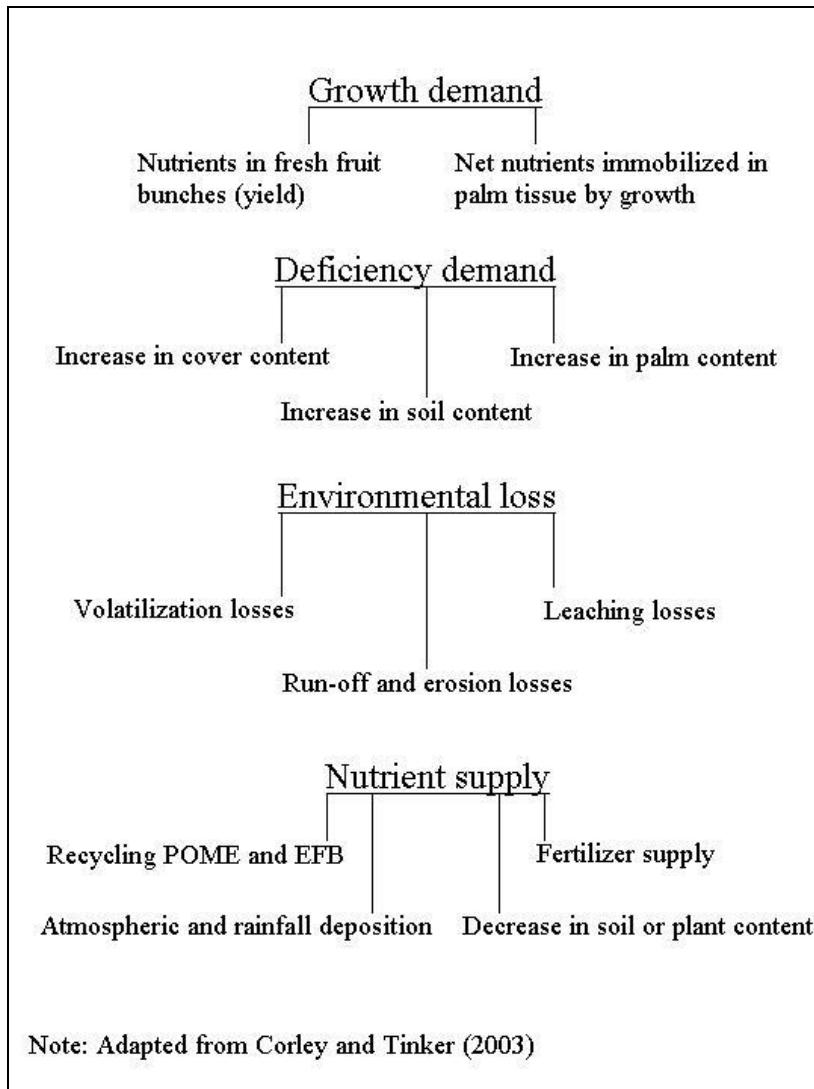 Growth demand
Nutrients in fresh fruit
bunches (yield)
Net nutrients immobilized in
palm tissue by growth
Deficiency demand
Increase in cover content
Increase in palm content
Increase in soil content
Environmental loss
Volatilization losses
Leaching losses
Run-off and erosion losses
Nutrient supply
Recycling POME and EFB
Fertilizer supply
Atmospheric and rainfall deposition
Decrease in soil or plant content
Note: Adapted from Corley and Tinker (2003)